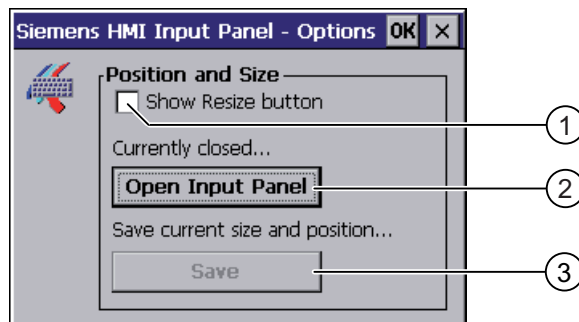 Siemens HMI Input Panel - Options OK ×
Position and Size
Show Resize button
1
Currently closed...
Open Input Panel
2
Save current size and position...
Save
3